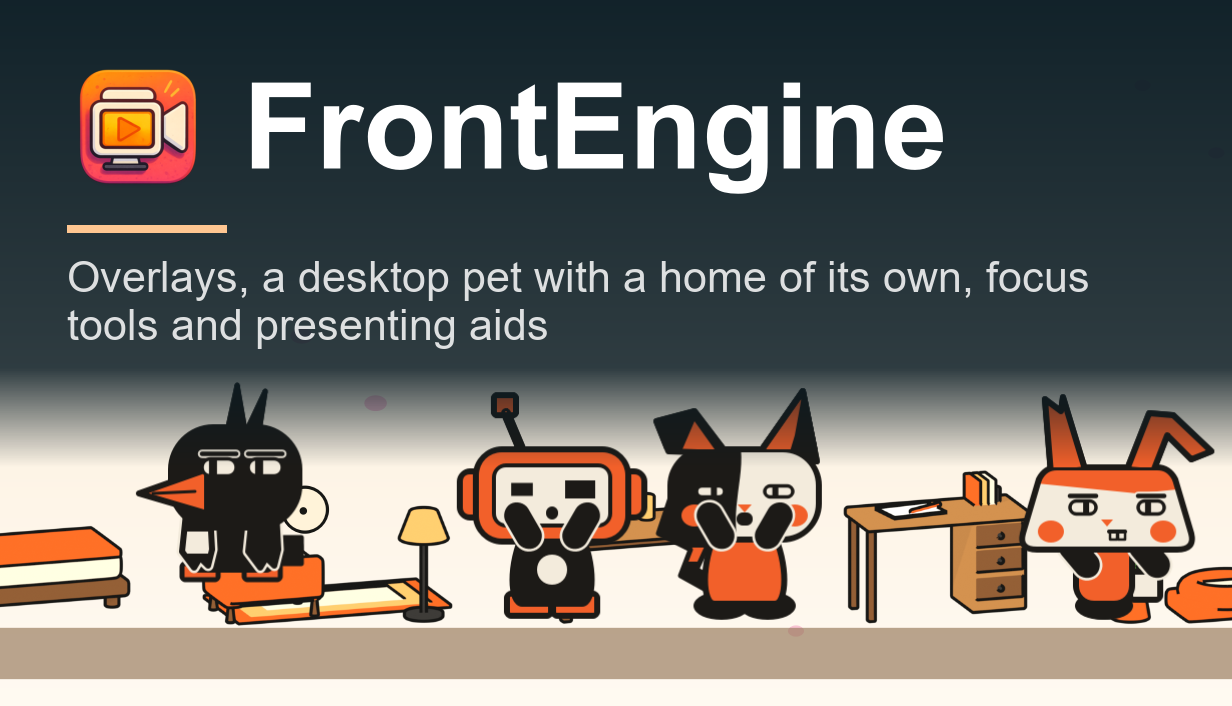 FrontEngine
Overlays, a desktop pet with a home of its own, focus
tools and presenting aids